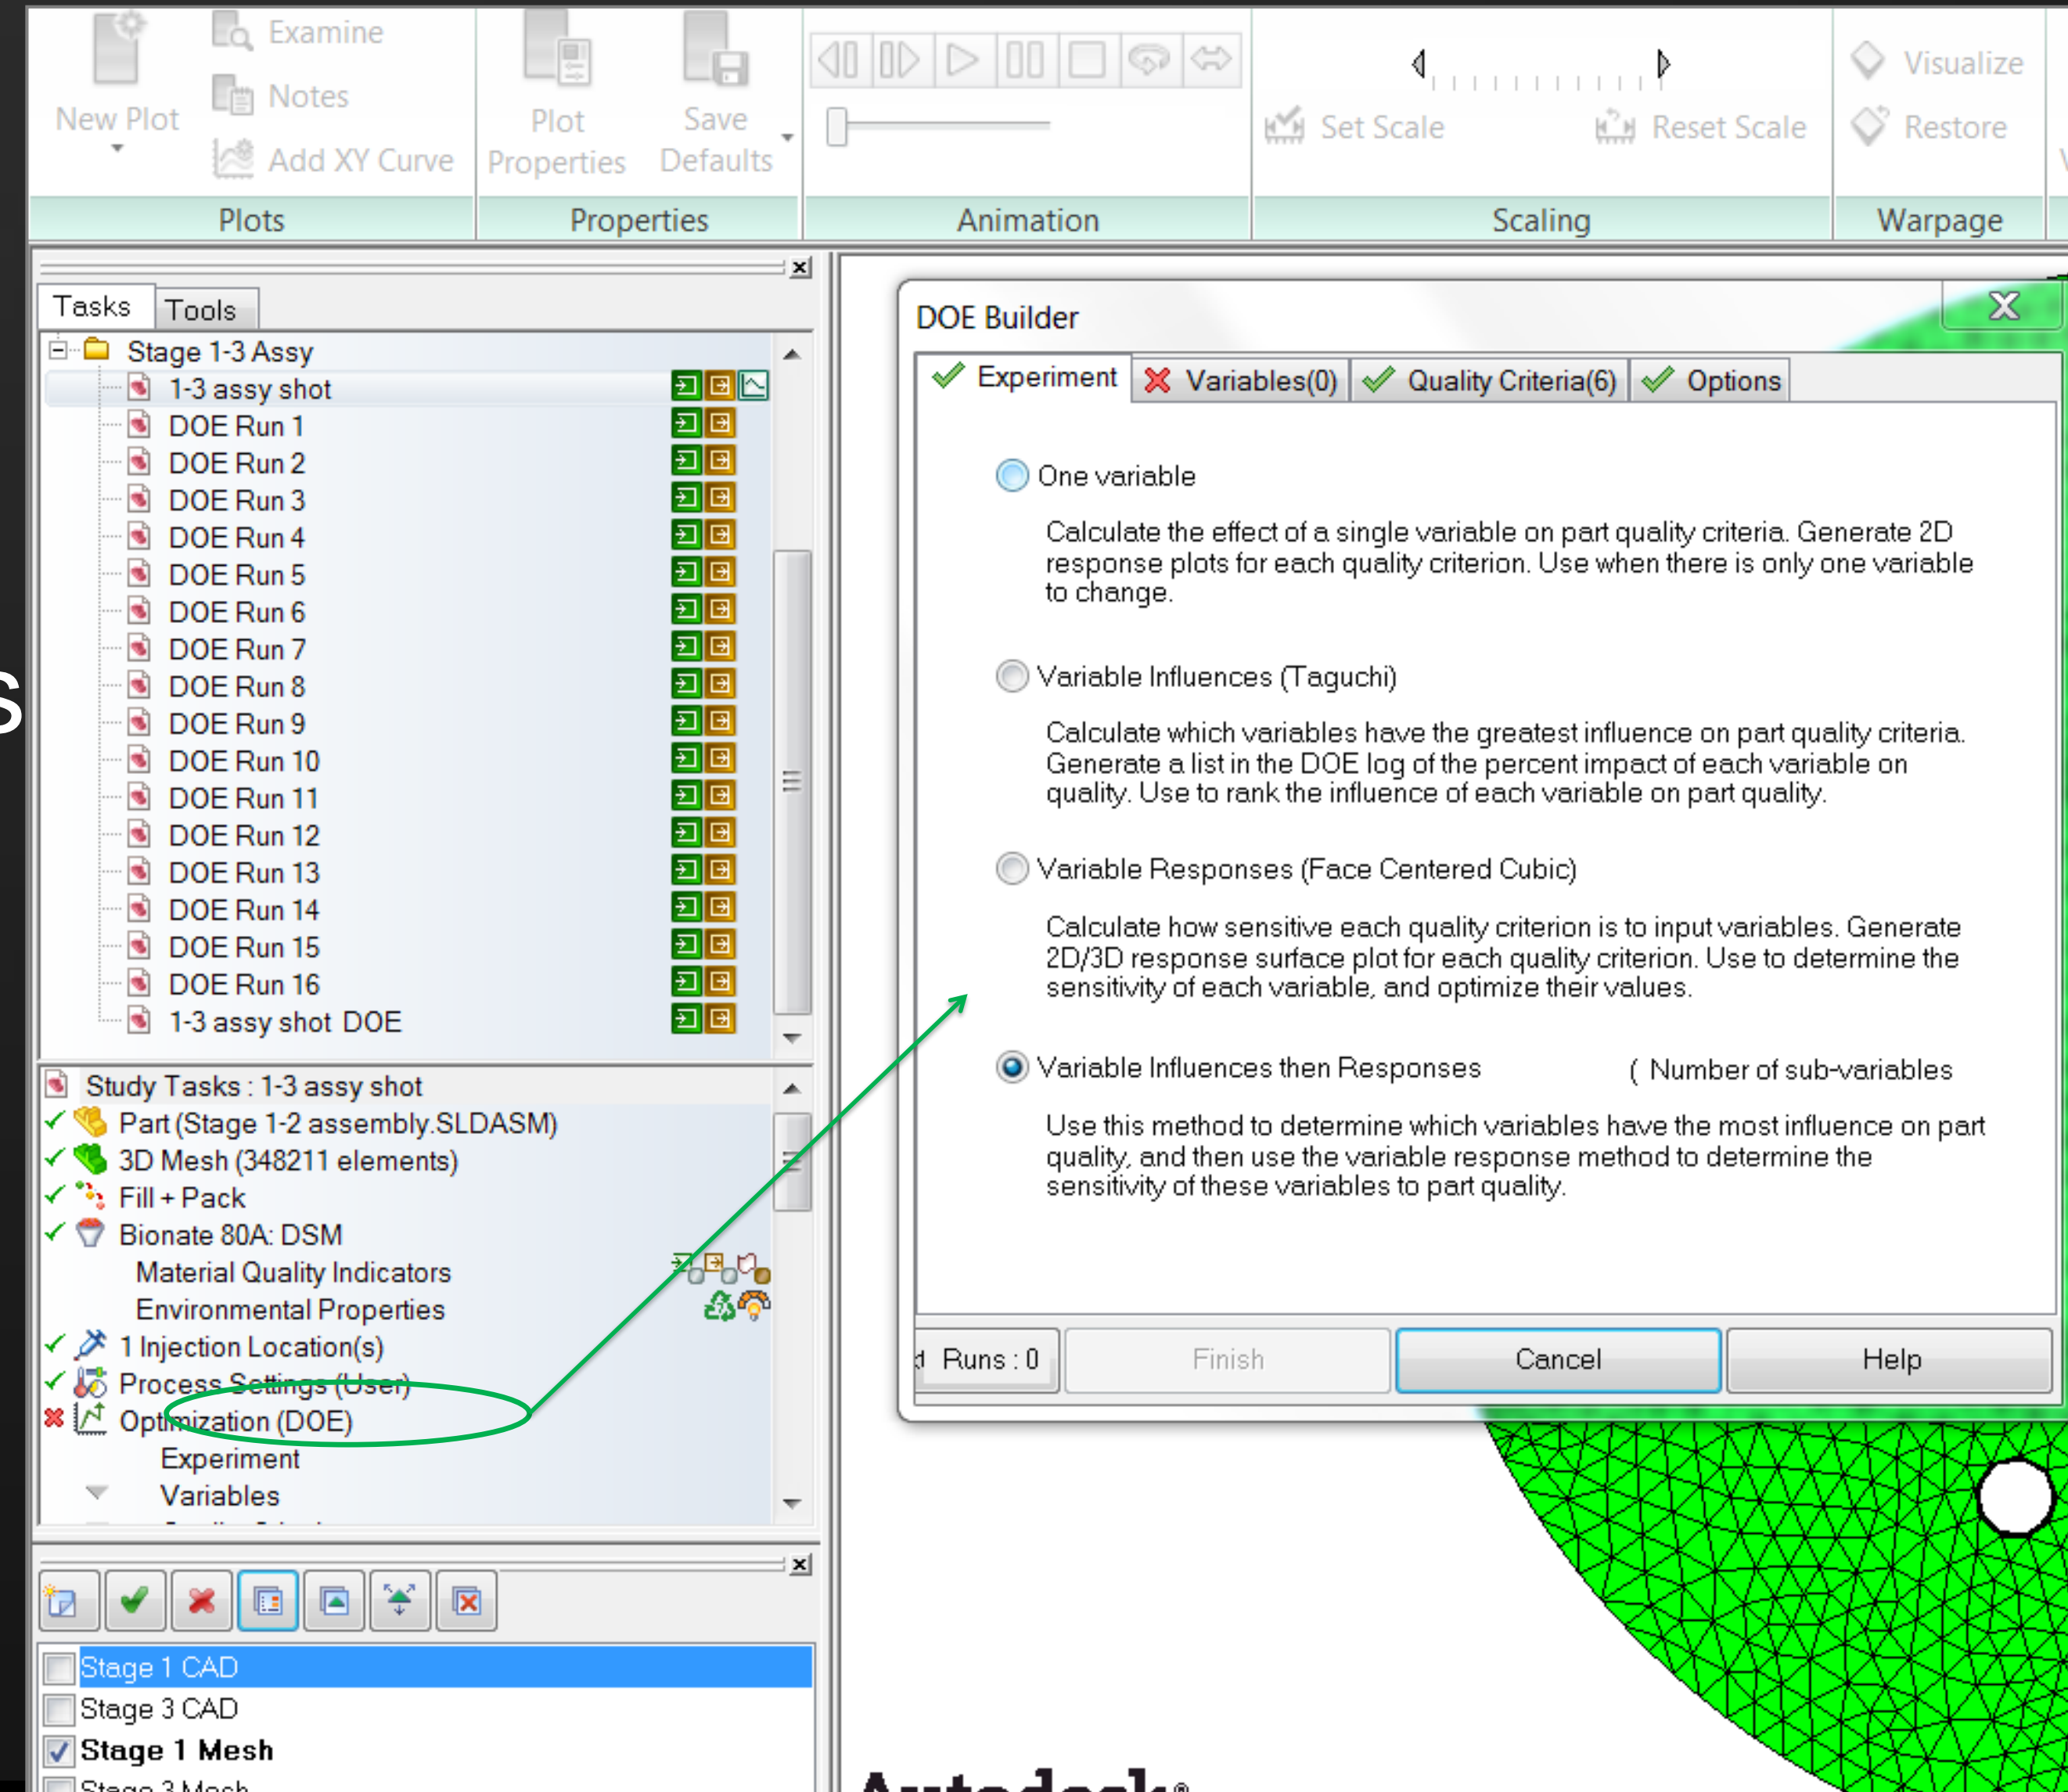 Examine
Notes
New Plot
Add XY Curve
Plot
Properties
Save
Defaults
Set Scale
Reset Scale
Visualize
Restore
Plots
Properties
Animation
Scaling
Warpage
Tasks
Tools
Stage 1-3 Assy
1-3 assy shot
DOE Run 1
DOE Run 2
DOE Run 3
DOE Run 4
DOE Run 5
DOE Run 6
DOE Run 7
DOE Run 8
DOE Run 9
DOE Run 10
DOE Run 11
DOE Run 12
DOE Run 13
DOE Run 14
DOE Run 15
DOE Run 16
1-3 assy shot DOE
s
Study Tasks : 1-3 assy shot
Part (Stage 1-2 assembly.SLDASM)
3D Mesh (348211 elements)
Fill + Pack
Bionate 80A: DSM
Material Quality Indicators
Environmental Properties
1 Injection Location(s)
Process Settings (User)
Optimization (DOE)
Experiment
Variables
Stage 1 CAD
Stage 3 CAD
Stage 1 Mesh
Stage 3 Mesh
DOE Builder
Experiment
Variables(0)
Quality Criteria(6)
Options
One variable
Calculate the effect of a single variable on part quality criteria. Generate 2D
response plots for each quality criterion. Use when there is only one variable
to change.
Variable Influences (Taguchi)
Calculate which variables have the greatest influence on part quality criteria.
Generate a list in the DOE log of the percent impact of each variable on
quality. Use to rank the influence of each variable on part quality.
Variable Responses (Face Centered Cubic)
Calculate how sensitive each quality criterion is to input variables. Generate
2D/3D response surface plot for each quality criterion. Use to determine the
sensitivity of each variable, and optimize their values.
Variable Influences then Responses ( Number of sub-variables
Use this method to determine which variables have the most influence on part
quality, and then use the variable response method to determine the
sensitivity of these variables to part quality.
Runs : 0
Finish
Cancel
Help
Autodesk®